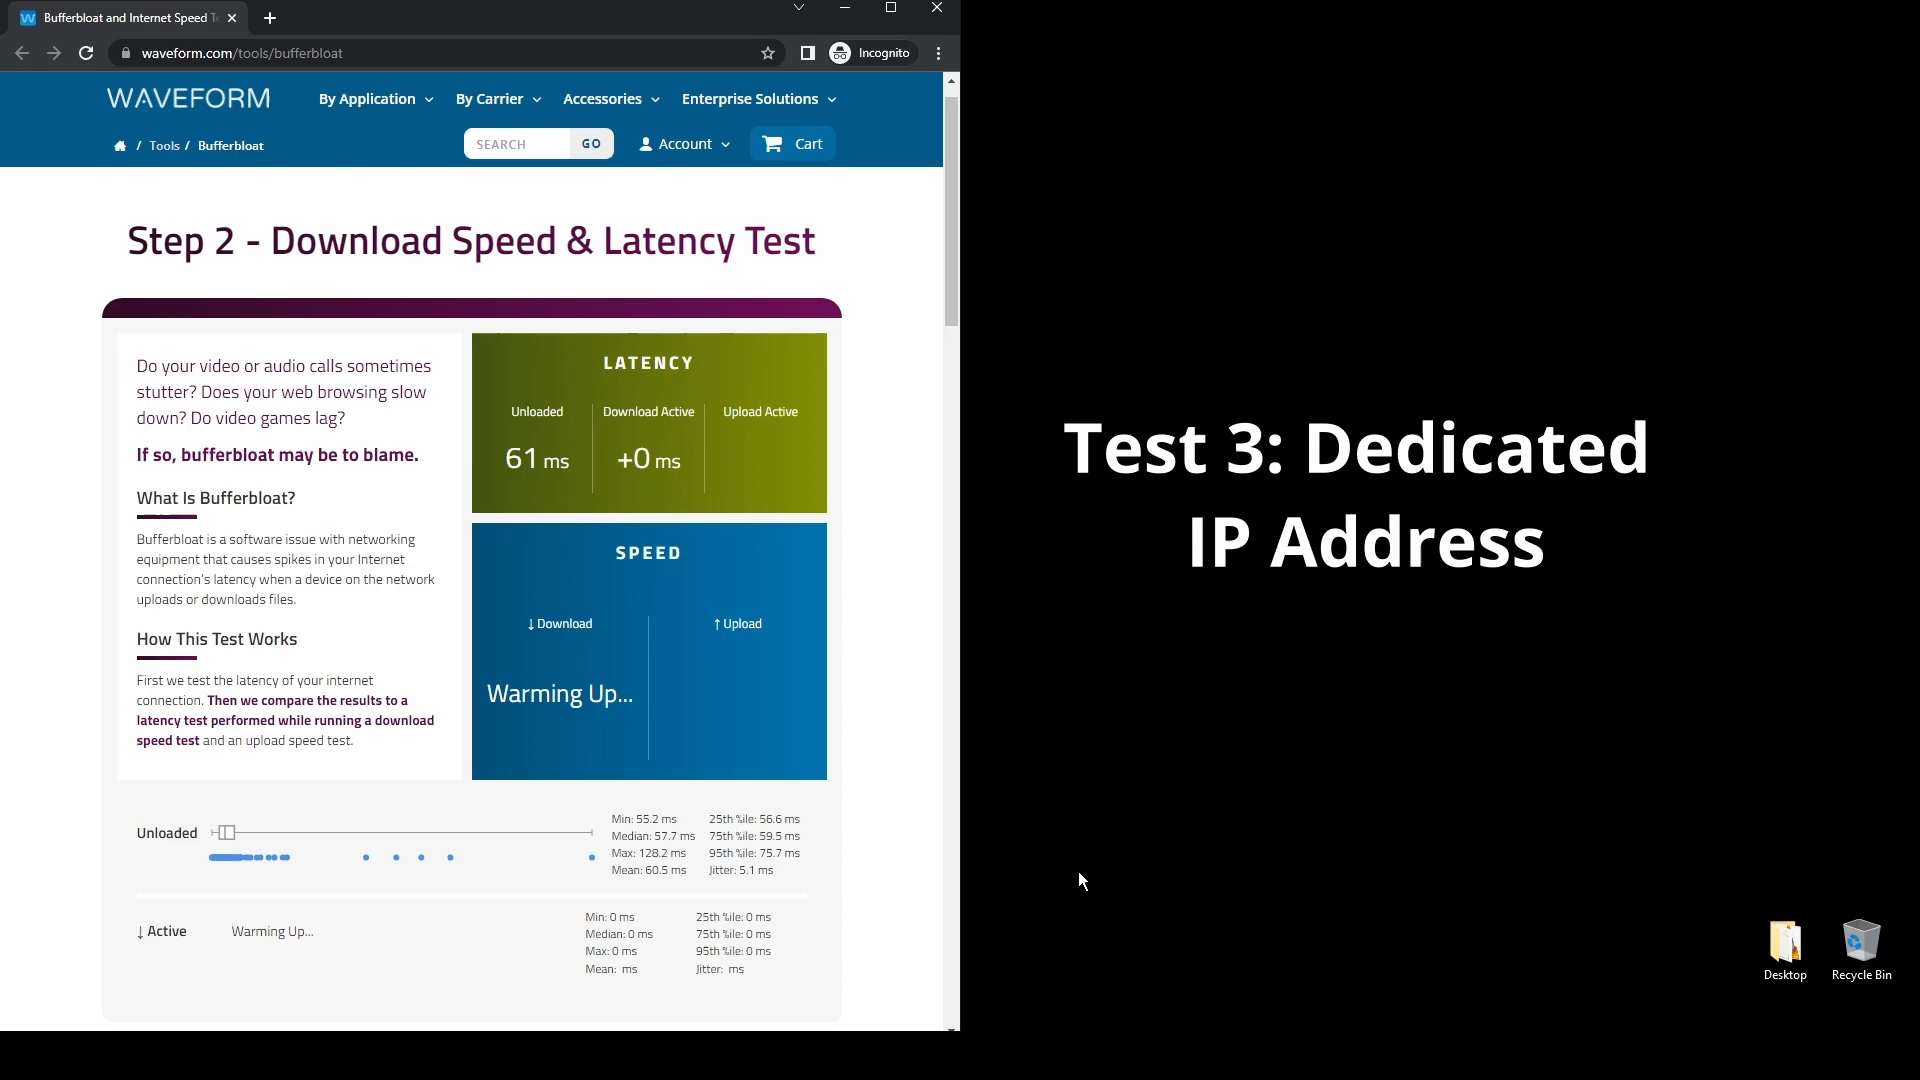 Bufferbloat and Internet Speed T
waveform.com/tools/bufferbloat
Incognito
WAVEFORM
By Application
By Carrier
Accessories
Enterprise Solutions
/ Tools / Bufferbloat
SEARCH
GO
Account
Cart
Step 2 - Download Speed & Latency Test
Do your video or audio calls sometimes
stutter? Does your web browsing slow
down? Do video games lag?
If so, bufferbloat may be to blame.
What Is Bufferbloat?
Bufferbloat is a software issue with networking
equipment that causes spikes in your Internet
connection's latency when a device on the network
uploads or downloads files.
How This Test Works
First we test the latency of your internet
connection. Then we compare the results to a
latency test performed while running a download
speed test and an upload speed test.
LATENCY
Unloaded
Download Active
Upload Active
61 ms
+0 ms
SPEED
↓ Download
↑ Upload
Warming Up...
Unloaded
Min: 55.2 ms
25th %ile: 56.6 ms
Median: 57.7 ms
75th %ile: 59.5 ms
Max: 128.2 ms
95th %ile: 75.7 ms
Mean: 60.5 ms
Jitter: 5.1 ms
↓ Active
Warming Up...
Min: 0 ms
25th %ile: 0 ms
Median: 0 ms
75th %ile: 0 ms
Max: 0 ms
95th %ile: 0 ms
Mean: ms
Jitter: ms
Test 3: Dedicated
IP Address
Desktop
Recycle Bin